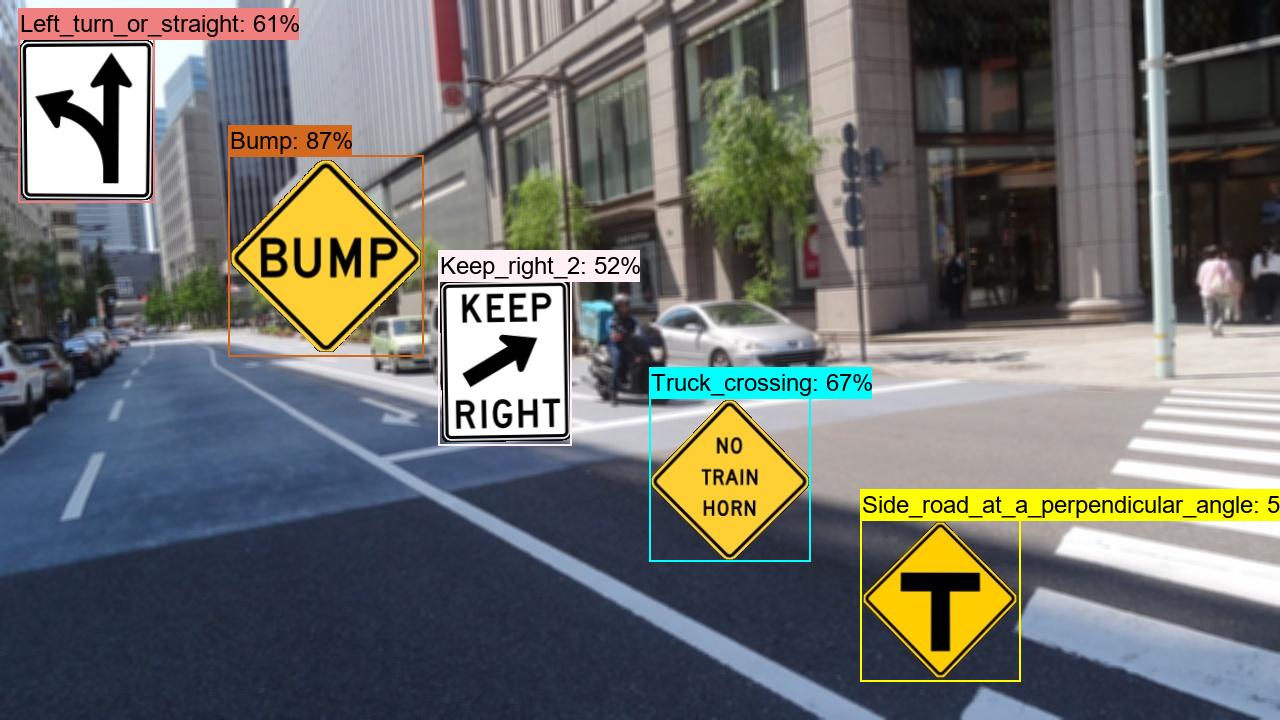 Left_turn_or_straight: 61%
Bump: 87%
BUMP
Keep_right_2: 52%
KEEP
RIGHT
Truck_crossing: 67%
NO
TRAIN
HORN
Side_road_at_a_perpendicular_angle: 5